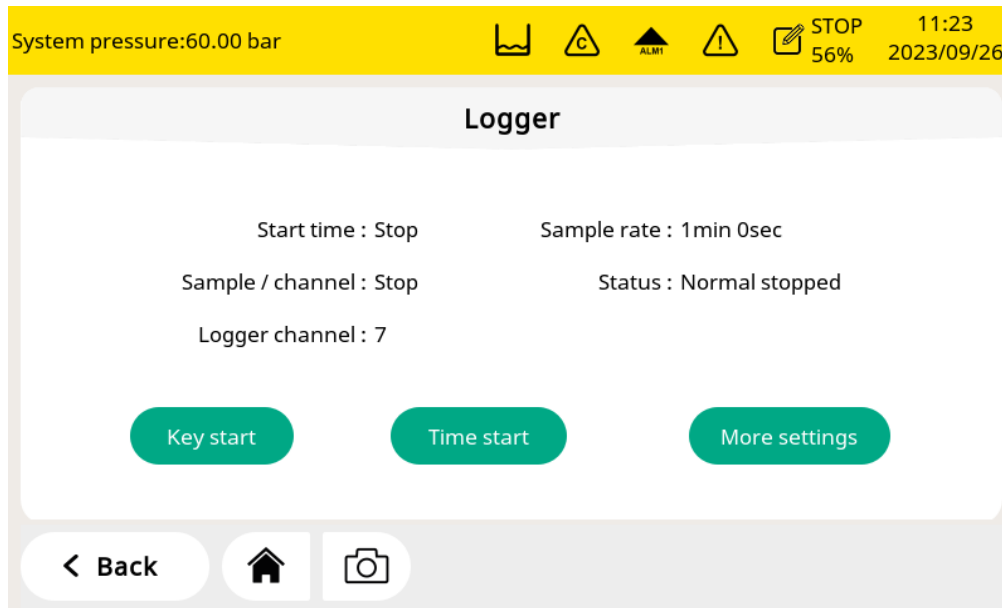 System pressure:60.00 bar
C
ALM1
!
STOP
56%
11:23
2023/09/26
Logger
Start time : Stop
Sample rate : 1min 0sec
Sample / channel : Stop
Status : Normal stopped
Logger channel : 7
Key start
Time start
More settings
< Back